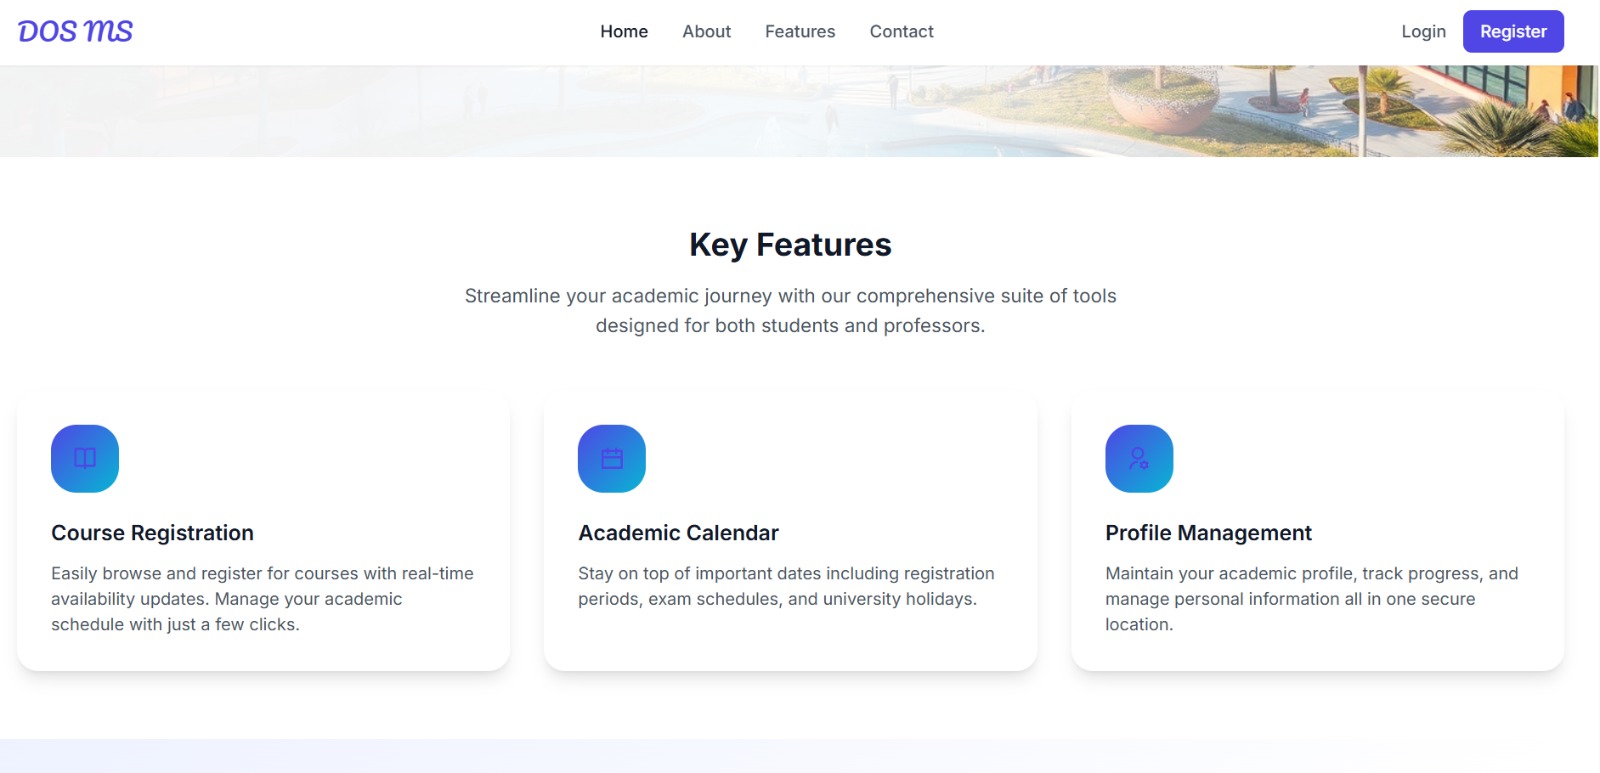 DOS MS
Home About Features Contact
Login Register
Key Features
Streamline your academic journey with our comprehensive suite of tools
designed for both students and professors.
Course Registration
Easily browse and register for courses with real-time
availability updates. Manage your academic
schedule with just a few clicks.
Academic Calendar
Stay on top of important dates including registration
periods, exam schedules, and university holidays.
Profile Management
Maintain your academic profile, track progress, and
manage personal information all in one secure
location.